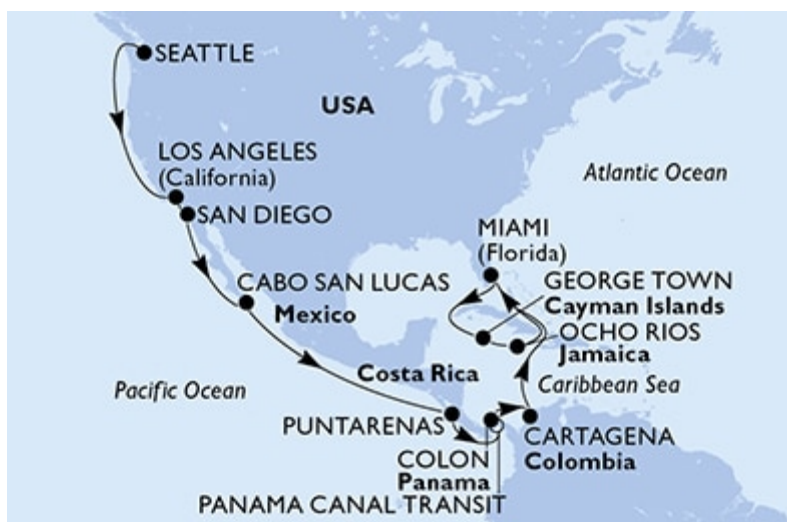 SEATTLE
USA
LOS ANGELES
(California)
SAN DIEGO
Atlantic Ocean
MIAMI
(Florida)
CABO SAN LUCAS
Mexico
GEORGE TOWN
Cayman Islands
OCHO RIOS
Jamaica
Costa Rica
Pacific Ocean
Caribbean Sea
PUNTARENAS
CARTAGENA
Colombia
COLON
Panama
PANAMA CANAL TRANSIT